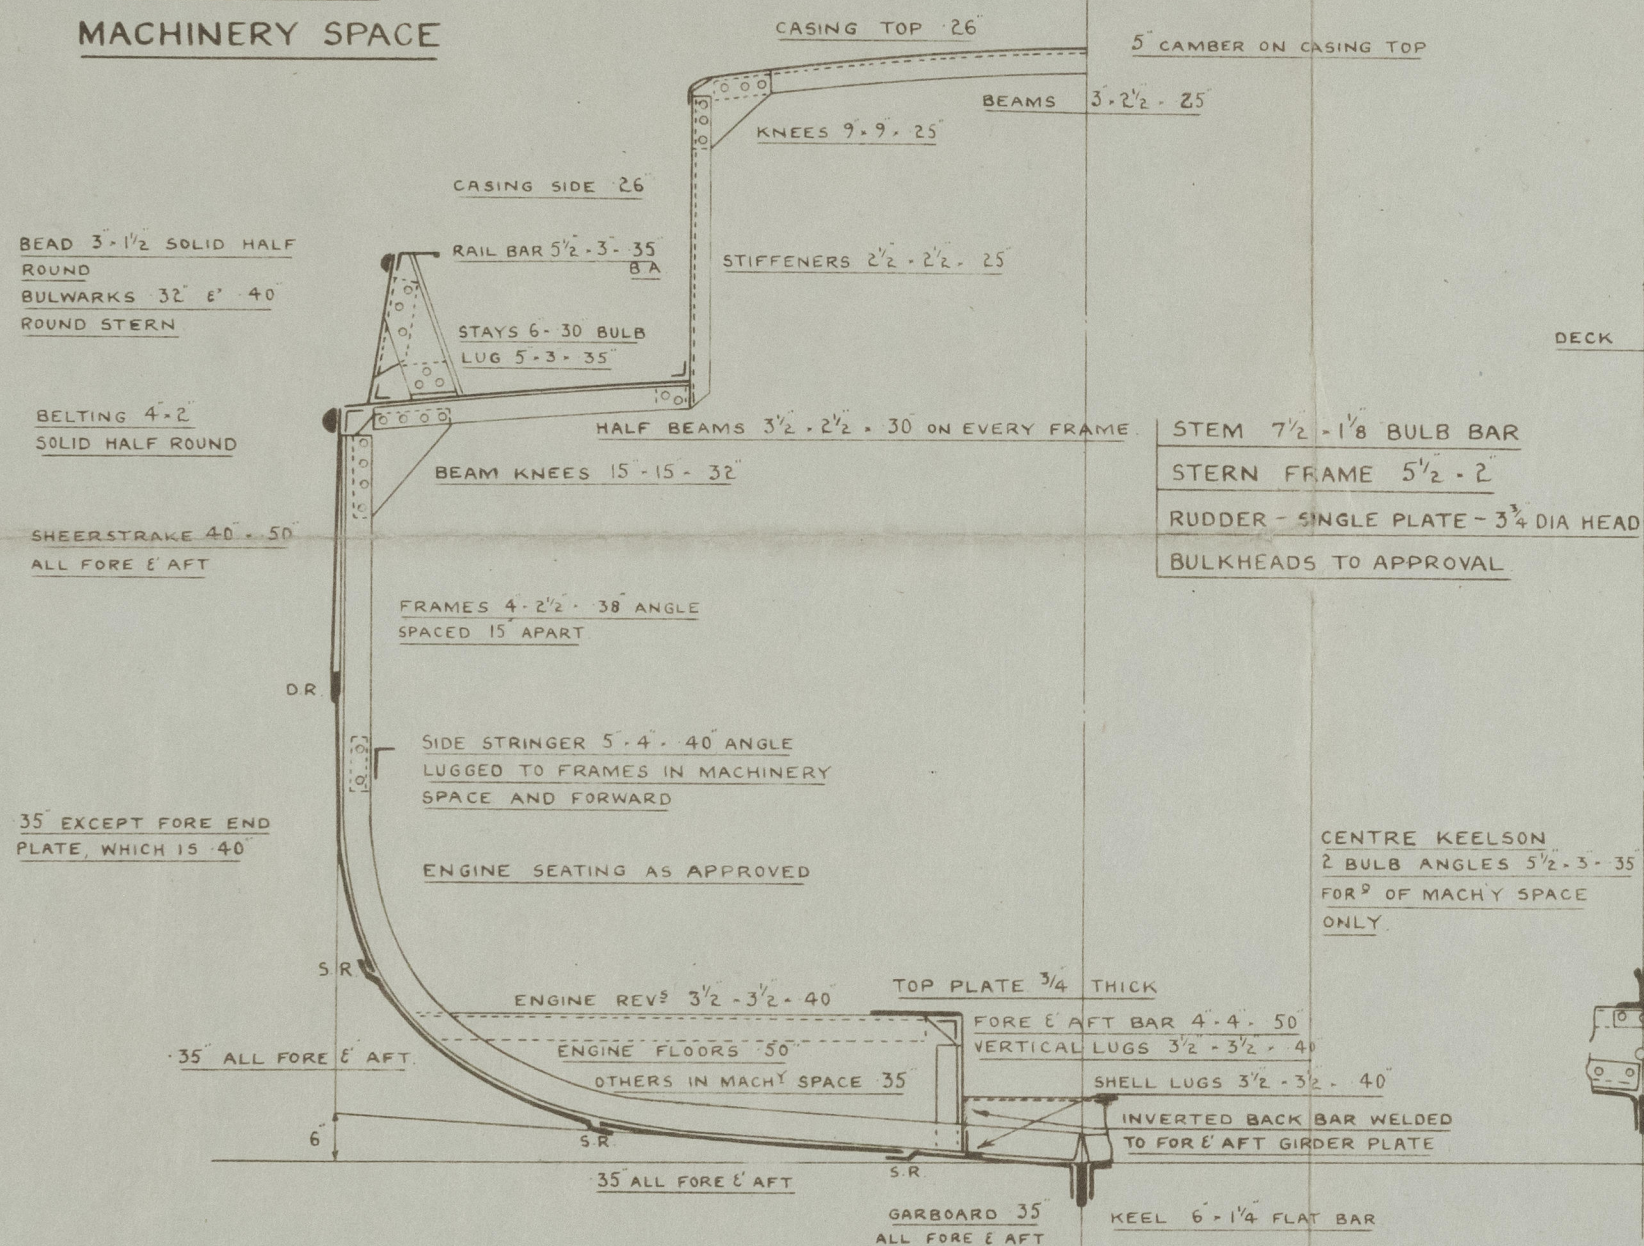 MACHINERY SPACE
CASING TOP ·26"
5" CAMBER ON CASING TOP
BEAMS 3" × 2½" × ·25"
KNEES 9" × 9" × ·25"
CASING SIDE ·26"
BEAD 3" × 1½" SOLID HALF
ROUND
BULWARKS ·32" & ·40"
ROUND STERN
RAIL BAR 5½" × 3" × ·35"
B A
STIFFENERS 2½" × 2½" × ·25"
STAYS 6" × ·30 BULB
LUG 5" × 3" × ·35"
DECK
BELTING 4" × 2"
SOLID HALF ROUND
HALF BEAMS 3½" × 2½" × ·30 ON EVERY FRAME.
BEAM KNEES 15" × 15" × ·32"
STEM 7½" × 1⅛" BULB BAR
STERN FRAME 5½" × 2"
RUDDER – SINGLE PLATE – 3¾" DIA HEAD
BULKHEADS TO APPROVAL
SHEERSTRAKE 40" × ·50"
ALL FORE & AFT
FRAMES 4" × 2½" × ·38" ANGLE
SPACED 15" APART
D.R.
SIDE STRINGER 5" × 4" × ·40" ANGLE
LUGGED TO FRAMES IN MACHINERY
SPACE AND FORWARD
·35" EXCEPT FORE END
PLATE, WHICH IS ·40"
ENGINE SEATING AS APPROVED
CENTRE KEELSON
2 BULB ANGLES 5½" × 3" × ·35"
FORD OF MACHY SPACE
ONLY.
S.R.
ENGINE REVS 3½" × 3½" × ·40"
TOP PLATE ¾" THICK
FORE & AFT BAR 4" × 4" × ·50"
VERTICAL LUGS 3½" × 3½" × ·40
·35" ALL FORE & AFT.
ENGINE FLOORS ·50"
OTHERS IN MACHY SPACE ·35"
SHELL LUGS 3½" × 3½" × ·40"
INVERTED BACK BAR WELDED
TO FOR & AFT GIRDER PLATE
6"
S.R.
S.R.
·35" ALL FORE & AFT
GARBOARD ·35"
ALL FORE & AFT
KEEL 6" × 1¼" FLAT BAR